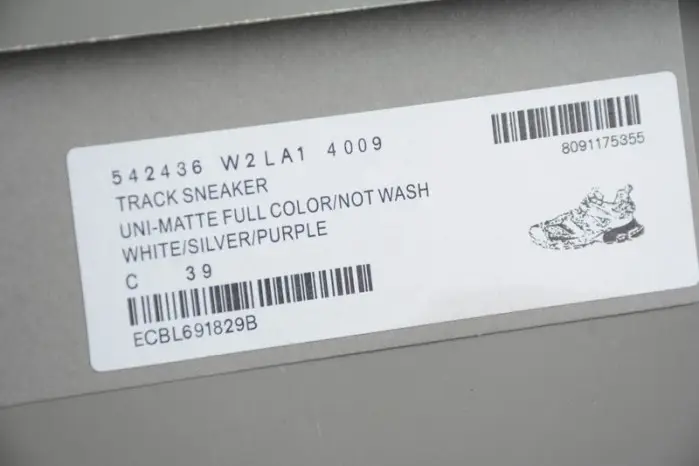 542436 W2LA1 4009
TRACK SNEAKER
UNI-MATTE FULL COLOR/NOT WASH
WHITE/SILVER/PURPLE
C 39
ECBL691829B
8091175355